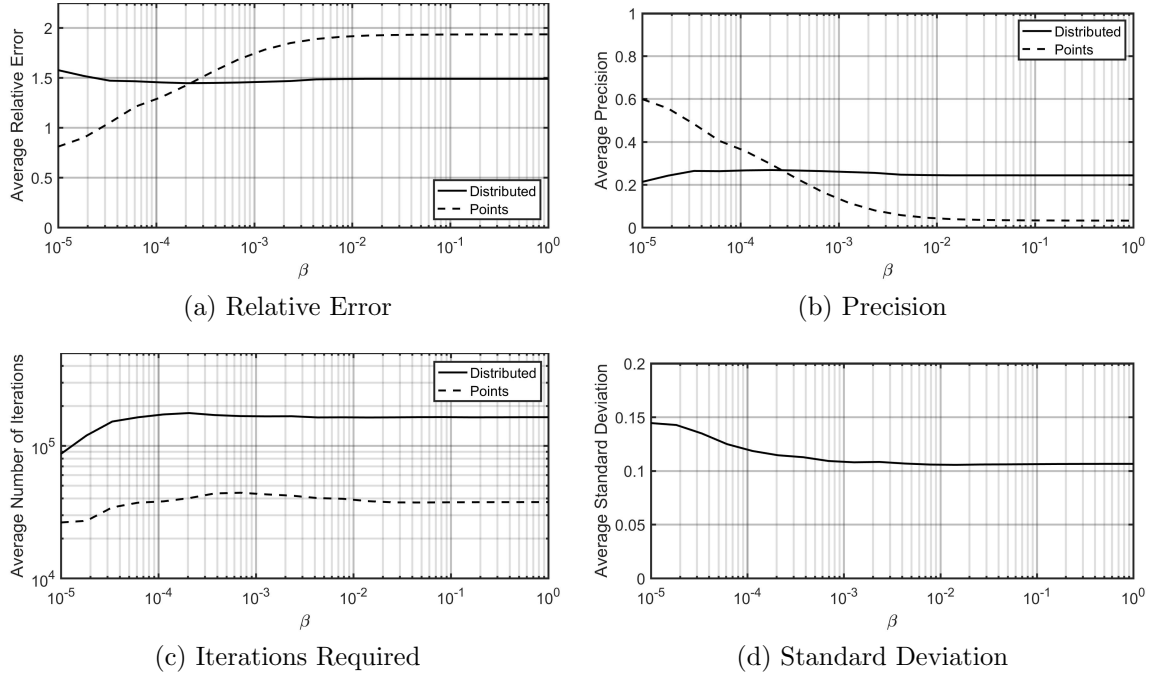 Average Relative Error
2
1.5
1
0.5
0
Distributed
Points
10^-5 10^-4 10^-3 10^-2 10^-1 10^0
β
(a) Relative Error
Average Precision
1
0.8
0.6
0.4
0.2
0
Distributed
Points
10^-5 10^-4 10^-3 10^-2 10^-1 10^0
β
(b) Precision
Average Number of Iterations
10^5
10^4
Distributed
Points
10^-5 10^-4 10^-3 10^-2 10^-1 10^0
β
(c) Iterations Required
Average Standard Deviation
0.2
0.15
0.1
0.05
0
10^-5 10^-4 10^-3 10^-2 10^-1 10^0
β
(d) Standard Deviation